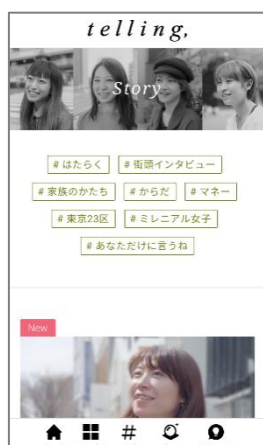 telling,
Story
# はたらく # 街頭インタビュー
# 家族のかたち # からだ # マネー
# 東京23区 # ミレニアル女子
# あなただけに言うね
New
#